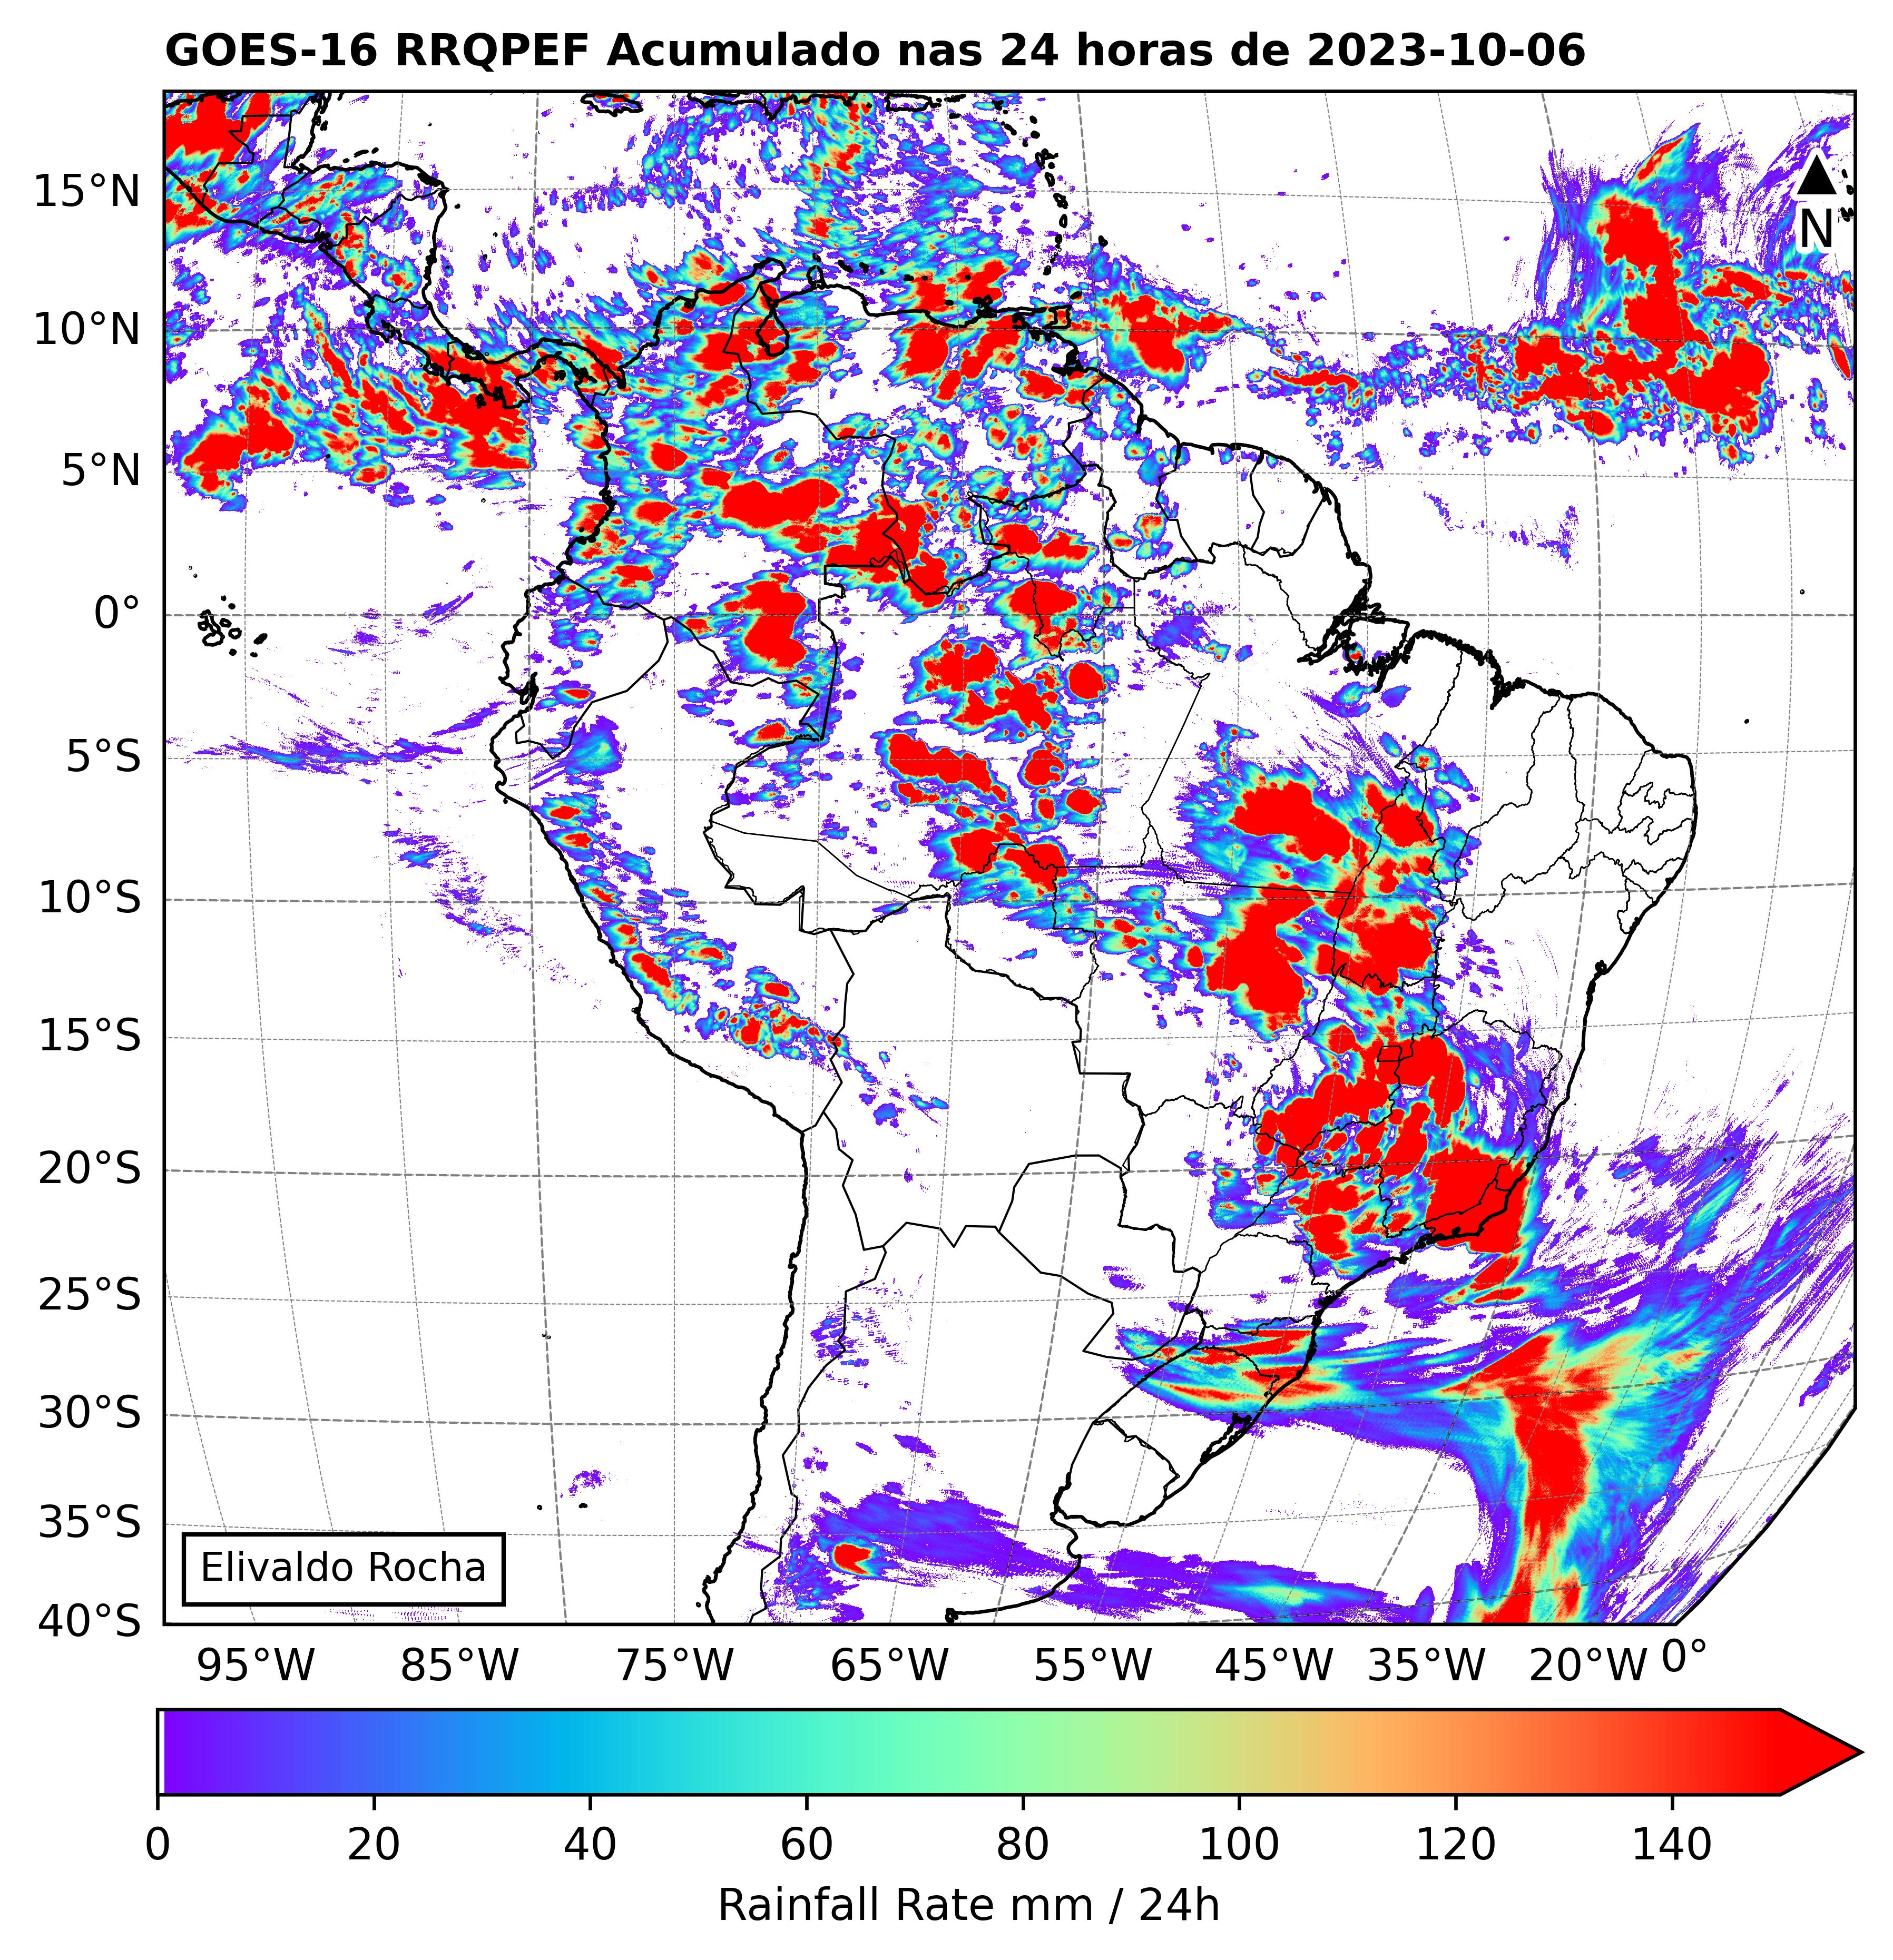 GOES-16 RRQPEF Acumulado nas 24 horas de 2023-10-06
N
15°N
10°N
5°N
0°
5°S
10°S
15°S
20°S
25°S
30°S
35°S
40°S
Elivaldo Rocha
95°W 85°W 75°W 65°W 55°W 45°W 35°W 20°W 0°
0 20 40 60 80 100 120 140
Rainfall Rate mm / 24h